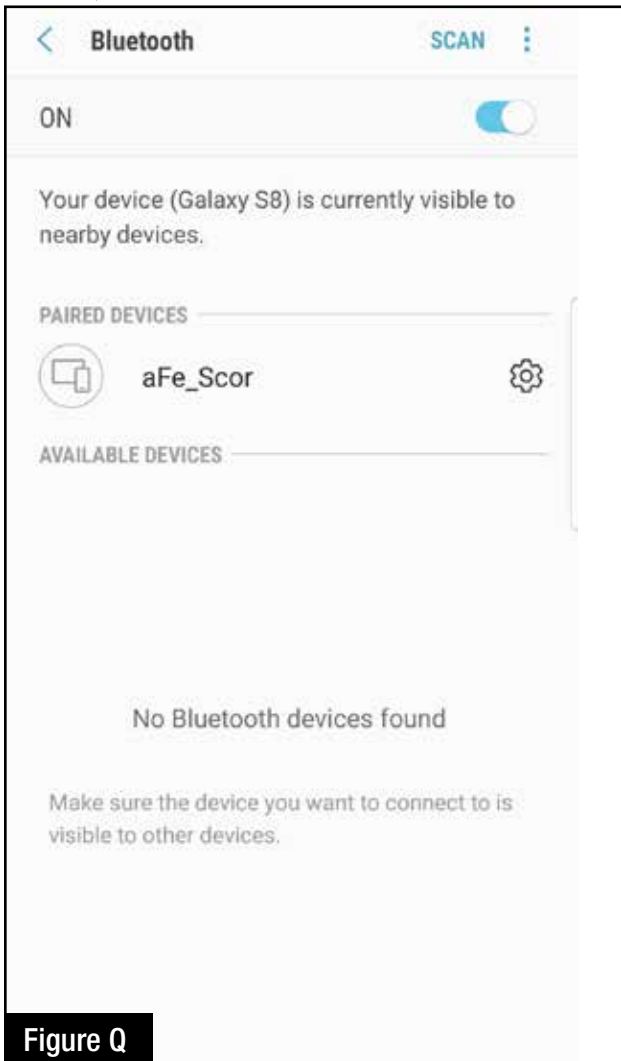 Bluetooth SCAN
ON
Your device (Galaxy S8) is currently visible to
nearby devices.
PAIRED DEVICES
aFe_Scor
AVAILABLE DEVICES
No Bluetooth devices found
Make sure the device you want to connect to is
visible to other devices.
Figure Q